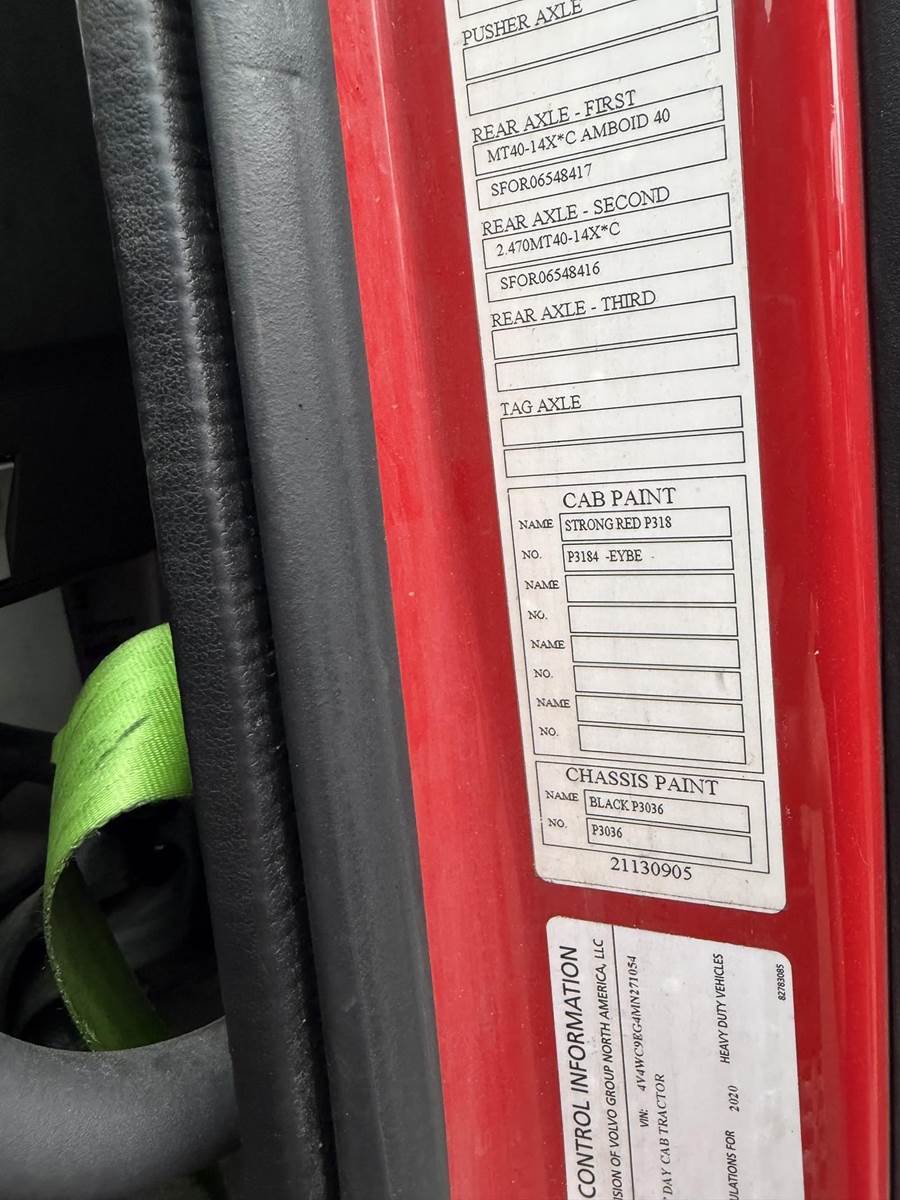 PUSHER AXLE
REAR AXLE - FIRST
MT40-14X*C AMBOID 40
SFOR06548417
REAR AXLE - SECOND
2.470MT40-14X*C
SFOR06548416
REAR AXLE - THIRD
TAG AXLE
CAB PAINT
NAME STRONG RED P318
NO. P3184 -EYBE -
NAME
NO.
NAME
NO.
NAME
NO.
CHASSIS PAINT
NAME BLACK P3036
NO. P3036
21130905
CONTROL INFORMATION
ISION OF VOLVO GROUP NORTH AMERICA, LLC
VIN: 4V4WC9EG4MN271054
DAY CAB TRACTOR
ULATIONS FOR 2020 HEAVY DUTY VEHICLES
82783085